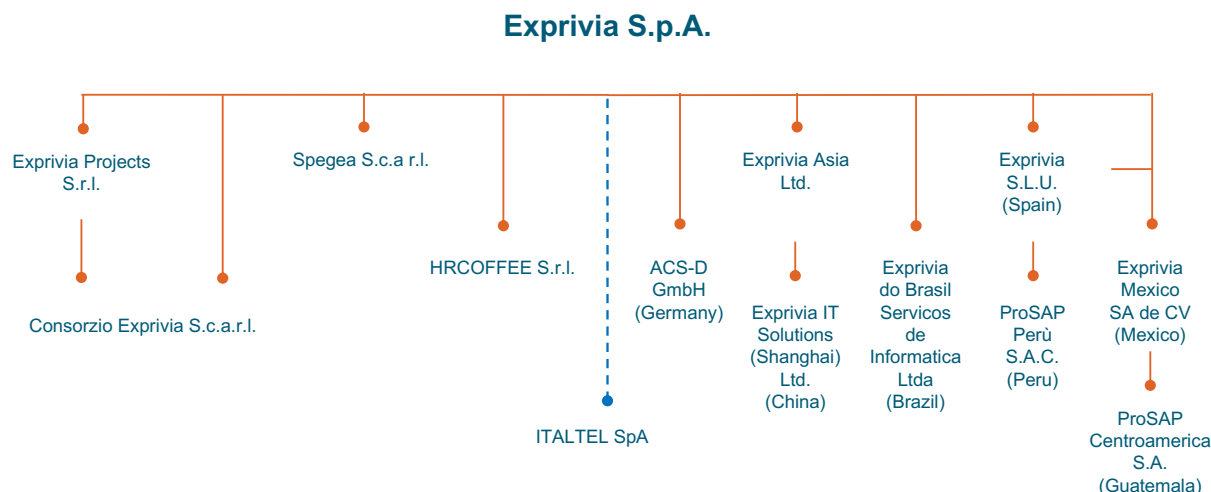 Exprivia S.p.A.
Exprivia Projects
S.r.l.
Spegea S.c.a r.l.
Exprivia Asia
Ltd.
Exprivia
S.L.U.
(Spain)
Consorzio Exprivia S.c.a.r.l.
HRCOFFEE S.r.l.
ITALTEL SpA
ACS-D
GmbH
(Germany)
Exprivia IT
Solutions
(Shanghai)
Ltd.
(China)
Exprivia
do Brasil
Servicos
de
Informatica
Ltda
(Brazil)
ProSAP
Perù
S.A.C.
(Peru)
Exprivia
Mexico
SA de CV
(Mexico)
ProSAP
Centroamerica
S.A.
(Guatemala)